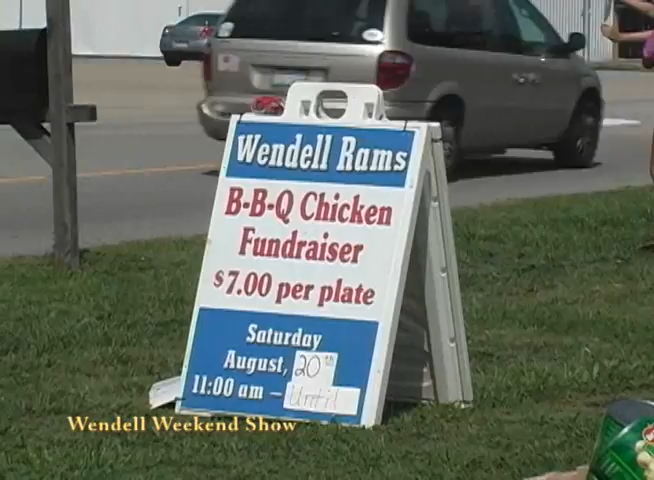 Wendell Rams
B-B-Q Chicken
Fundraiser
$7.00 per plate
Saturday
August, 20th
11:00 am – Until
Wendell Weekend Show